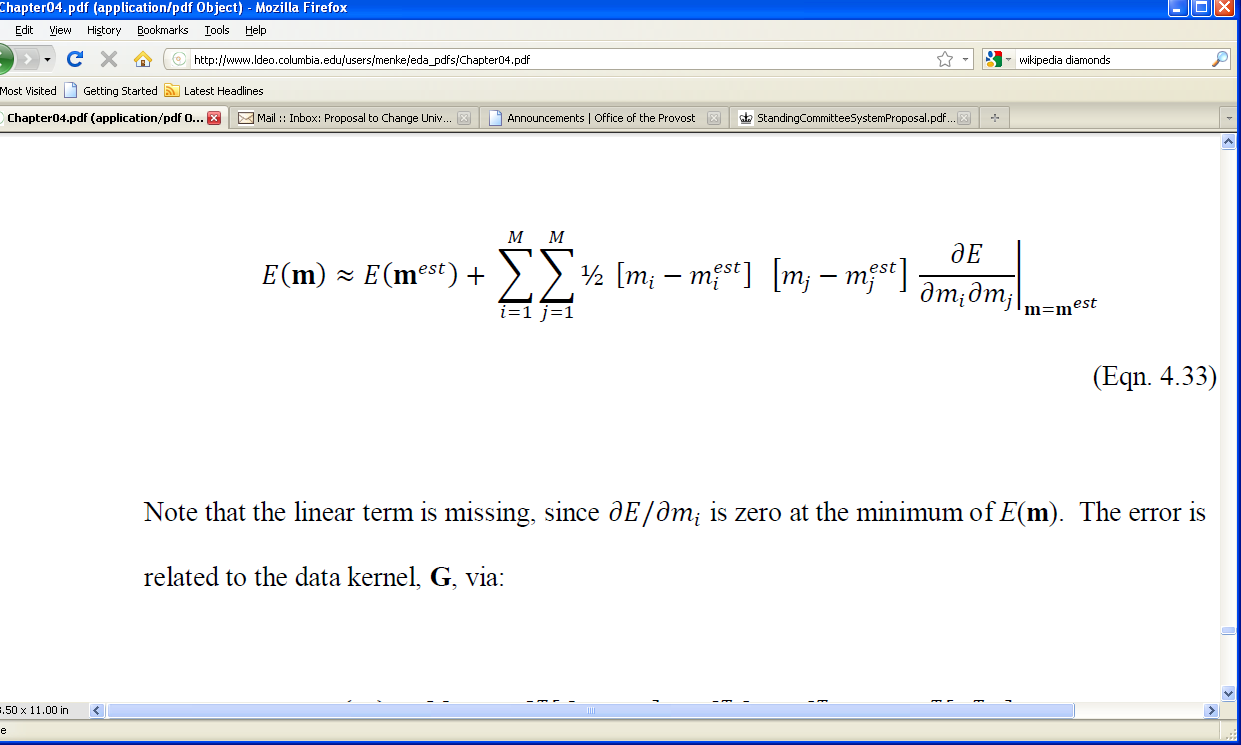 Chapter04.pdf (application/pdf Object) - Mozilla Firefox
Edit View History Bookmarks Tools Help
http://www.ldeo.columbia.edu/users/menke/eda_pdfs/Chapter04.pdf wikipedia diamonds
Most Visited Getting Started Latest Headlines
Chapter04.pdf (application/pdf O... Mail :: Inbox: Proposal to Change Univ... Announcements | Office of the Provost StandingCommitteeSystemProposal.pdf...
E(m) ≈ E(m^est) + ∑_{i=1}^{M} ∑_{j=1}^{M} ½ [m_i − m_i^est] [m_j − m_j^est] ∂E / ∂m_i ∂m_j |_{m=m^est}
(Eqn. 4.33)
Note that the linear term is missing, since ∂E/∂m_i is zero at the minimum of E(m). The error is
related to the data kernel, G, via:
.50 x 11.00 in
e